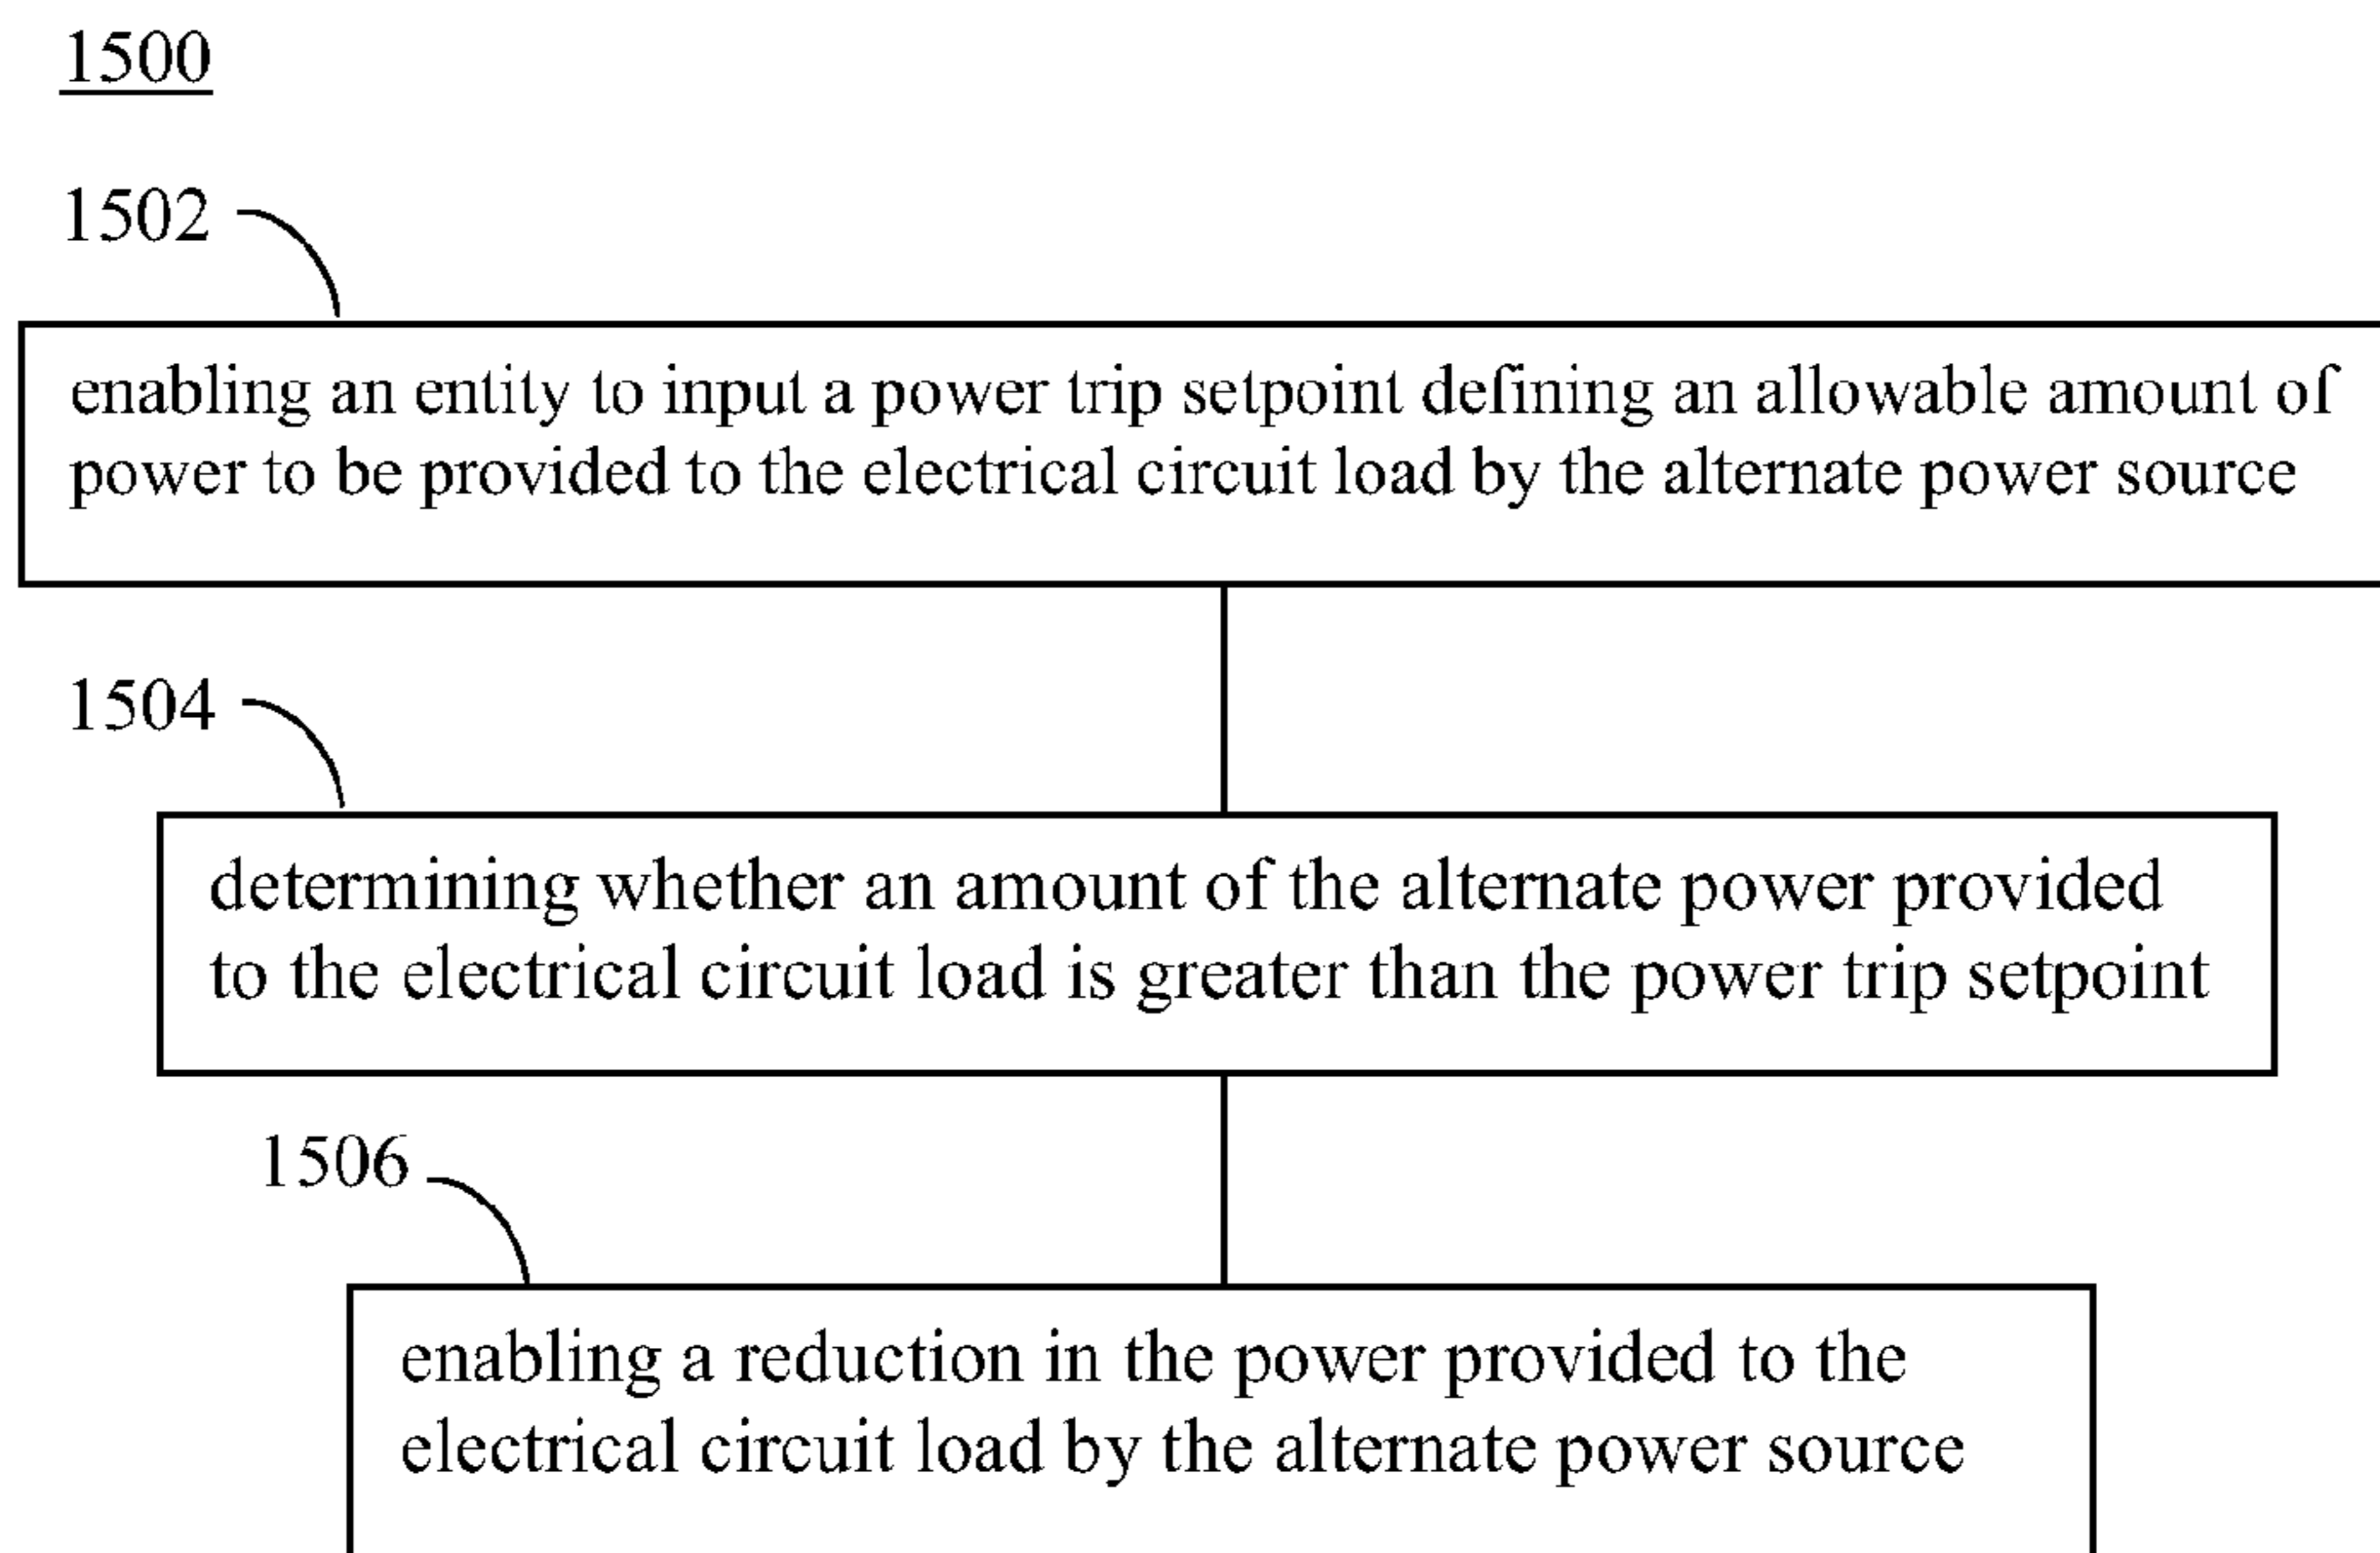 1500
1502
enabling an entity to input a power trip setpoint defining an allowable amount of
power to be provided to the electrical circuit load by the alternate power source
1504
determining whether an amount of the alternate power provided
to the electrical circuit load is greater than the power trip setpoint
1506
enabling a reduction in the power provided to the
electrical circuit load by the alternate power source